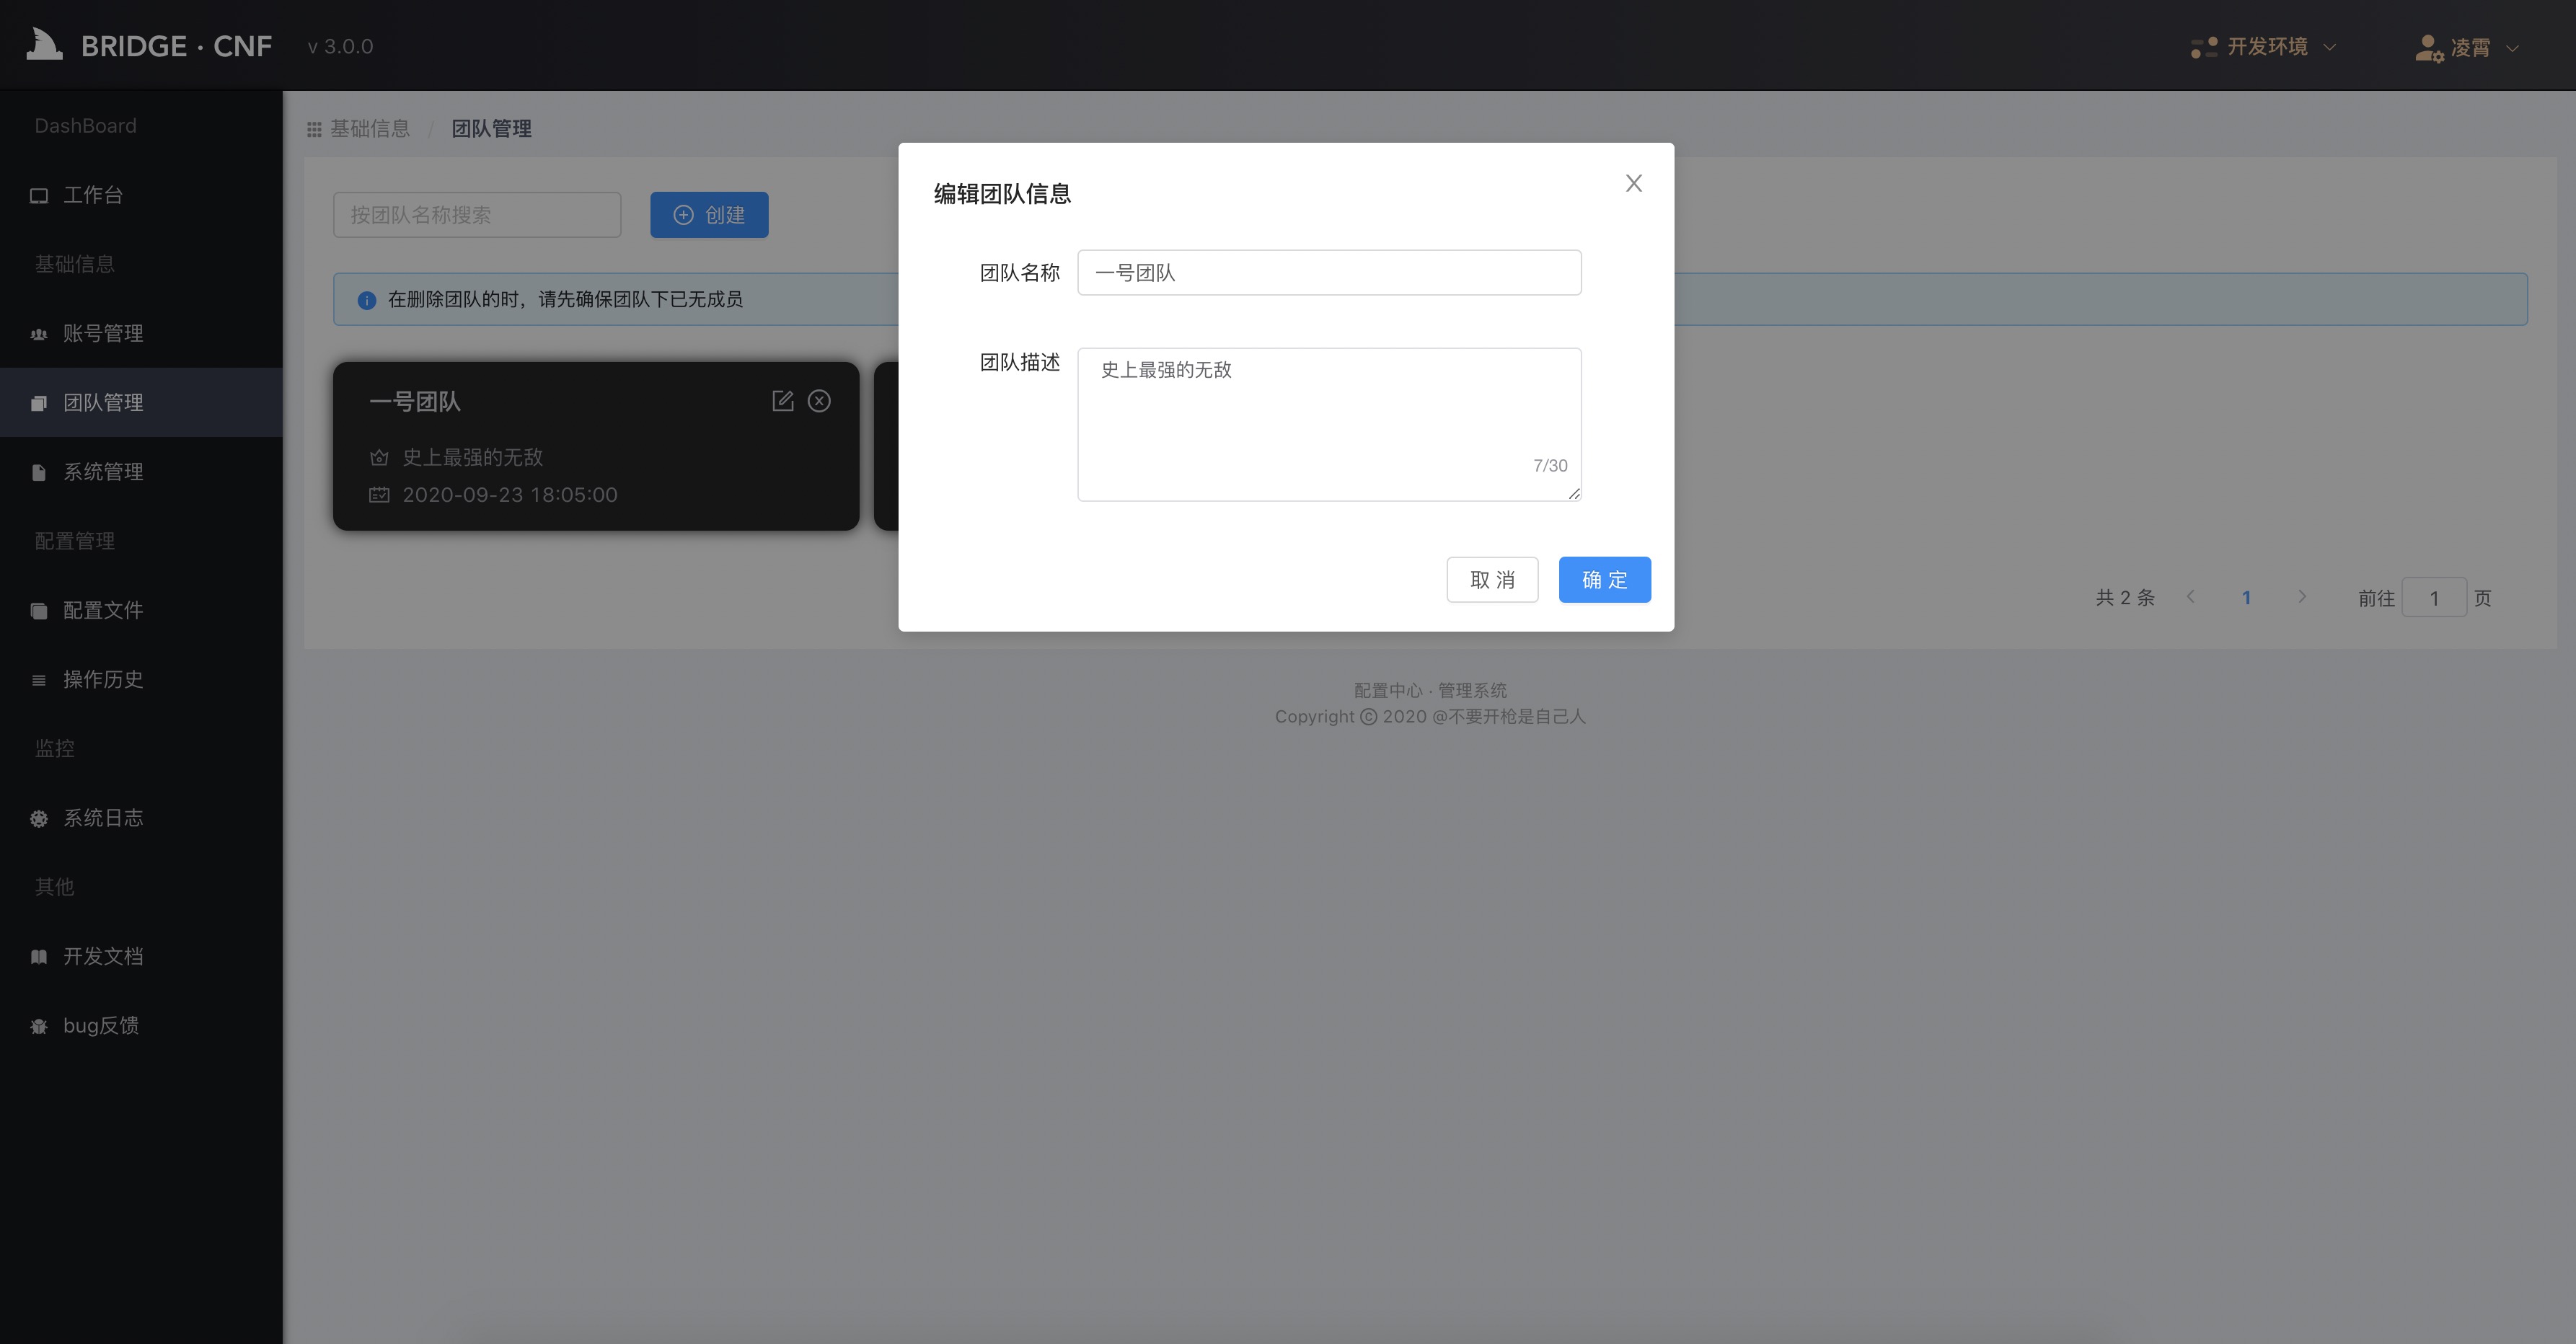 BRIDGE · CNF v 3.0.0
开发环境
凌霄
DashBoard
工作台
基础信息
账号管理
团队管理
系统管理
配置管理
配置文件
操作历史
监控
系统日志
其他
开发文档
bug反馈
基础信息 / 团队管理
按团队名称搜索
创建
在删除团队的时，请先确保团队下已无成员
一号团队
史上最强的无敌
2020-09-23 18:05:00
编辑团队信息
团队名称 一号团队
团队描述 史上最强的无敌
7/30
取 消
确 定
共 2 条
1
前往 1 页
配置中心 · 管理系统
Copyright © 2020 @不要开枪是自己人